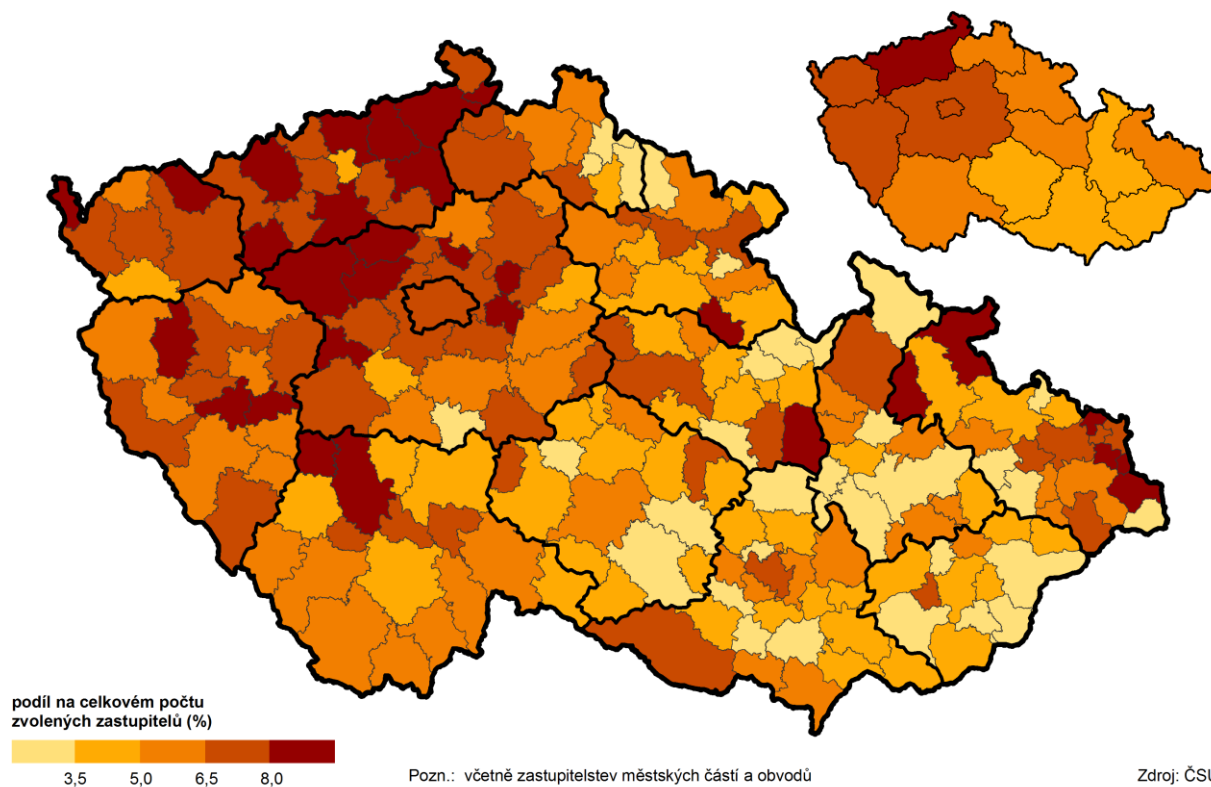 podíl na celkovém počtu
zvolených zastupitelů (%)
3,5 5,0 6,5 8,0
Pozn.: včetně zastupitelstev městských částí a obvodů
Zdroj: ČSÚ